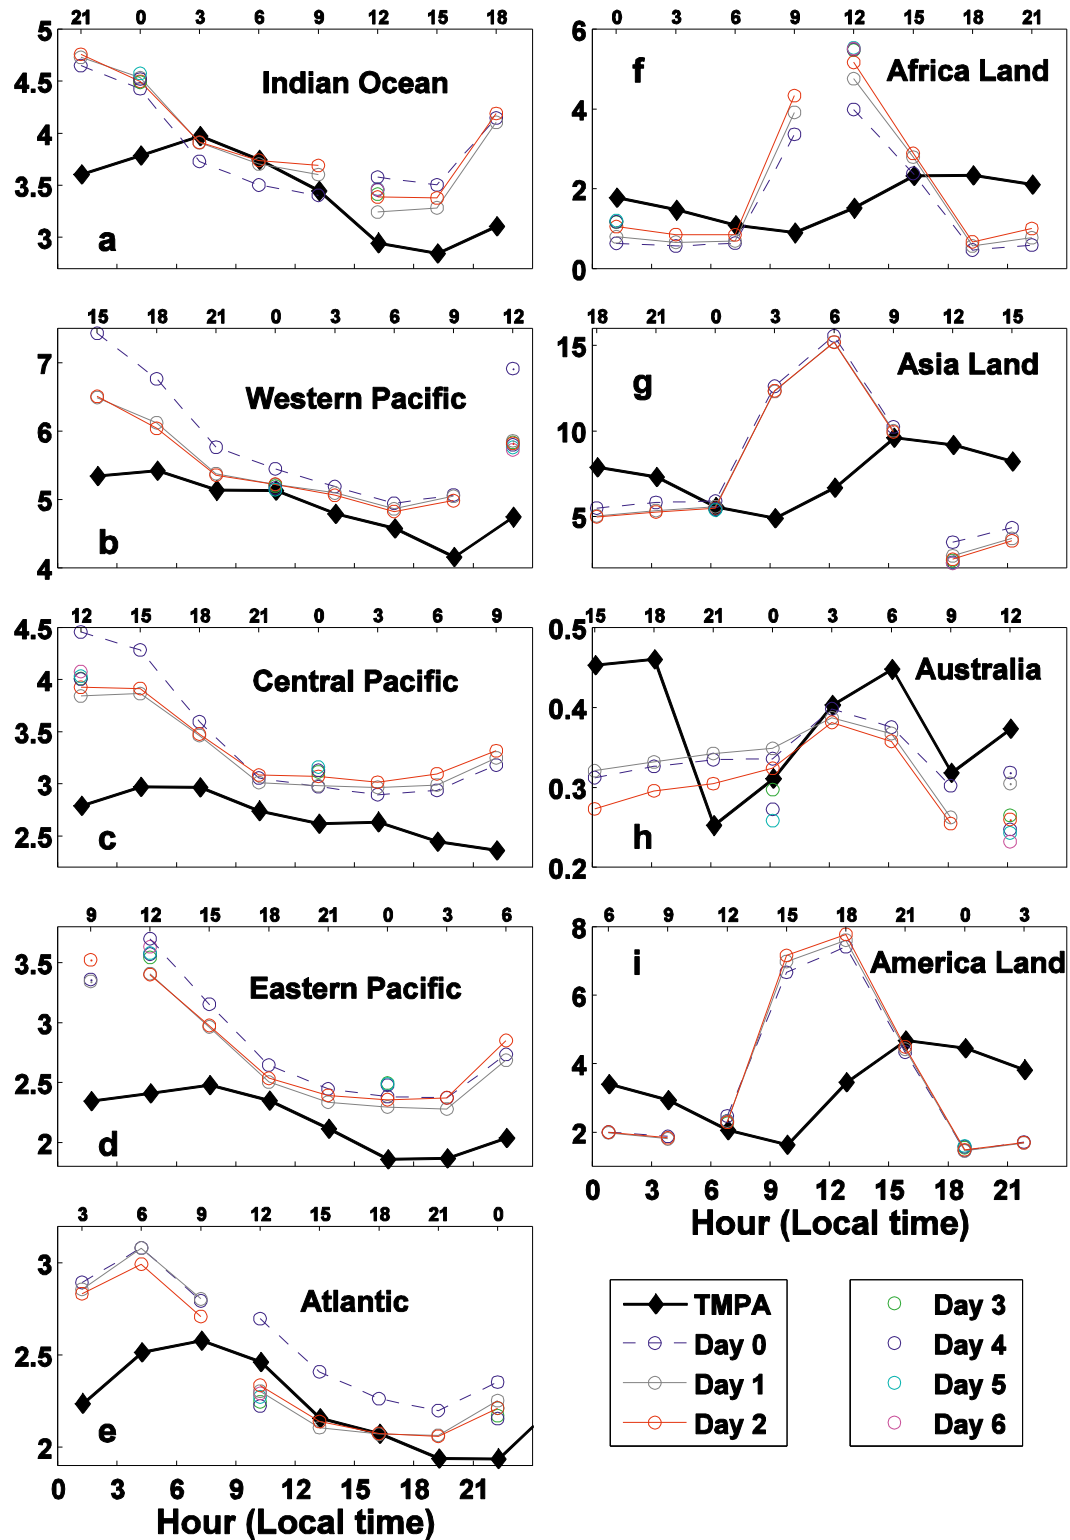 21 0 3 6 9 12 15 18
5
4.5
4
3.5
3
Indian Ocean
a
15 18 21 0 3 6 9 12
7
6
5
4
Western Pacific
b
12 15 18 21 0 3 6 9
4.5
4
3.5
3
2.5
Central Pacific
c
9 12 15 18 21 0 3 6
3.5
3
2.5
2
Eastern Pacific
d
3 6 9 12 15 18 21 0
3
2.5
2
Atlantic
e
0 3 6 9 12 15 18 21
Hour (Local time)
0 3 6 9 12 15 18 21
6
4
2
0
f
Africa Land
18 21 0 3 6 9 12 15
15
10
5
g
Asia Land
15 18 21 0 3 6 9 12
0.5
0.4
0.3
0.2
Australia
h
6 9 12 15 18 21 0 3
8
6
4
2
i
America Land
0 3 6 9 12 15 18 21
Hour (Local time)
TMPA
Day 0
Day 1
Day 2
Day 3
Day 4
Day 5
Day 6